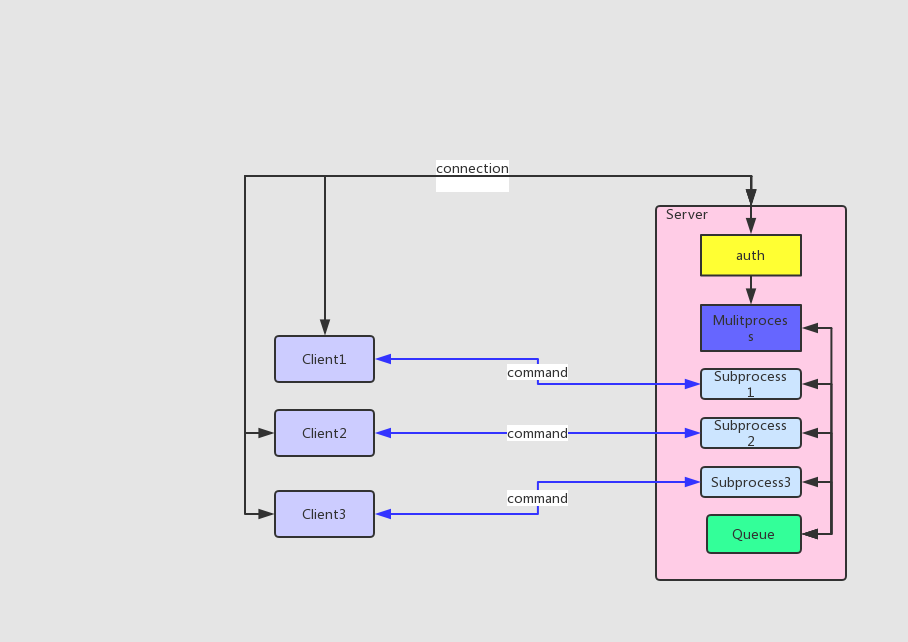 connection
Server
auth
Mulitproces
s
Client1
command
Subprocess
1
Client2
command
Subprocess
2
Client3
command
Subprocess3
Queue